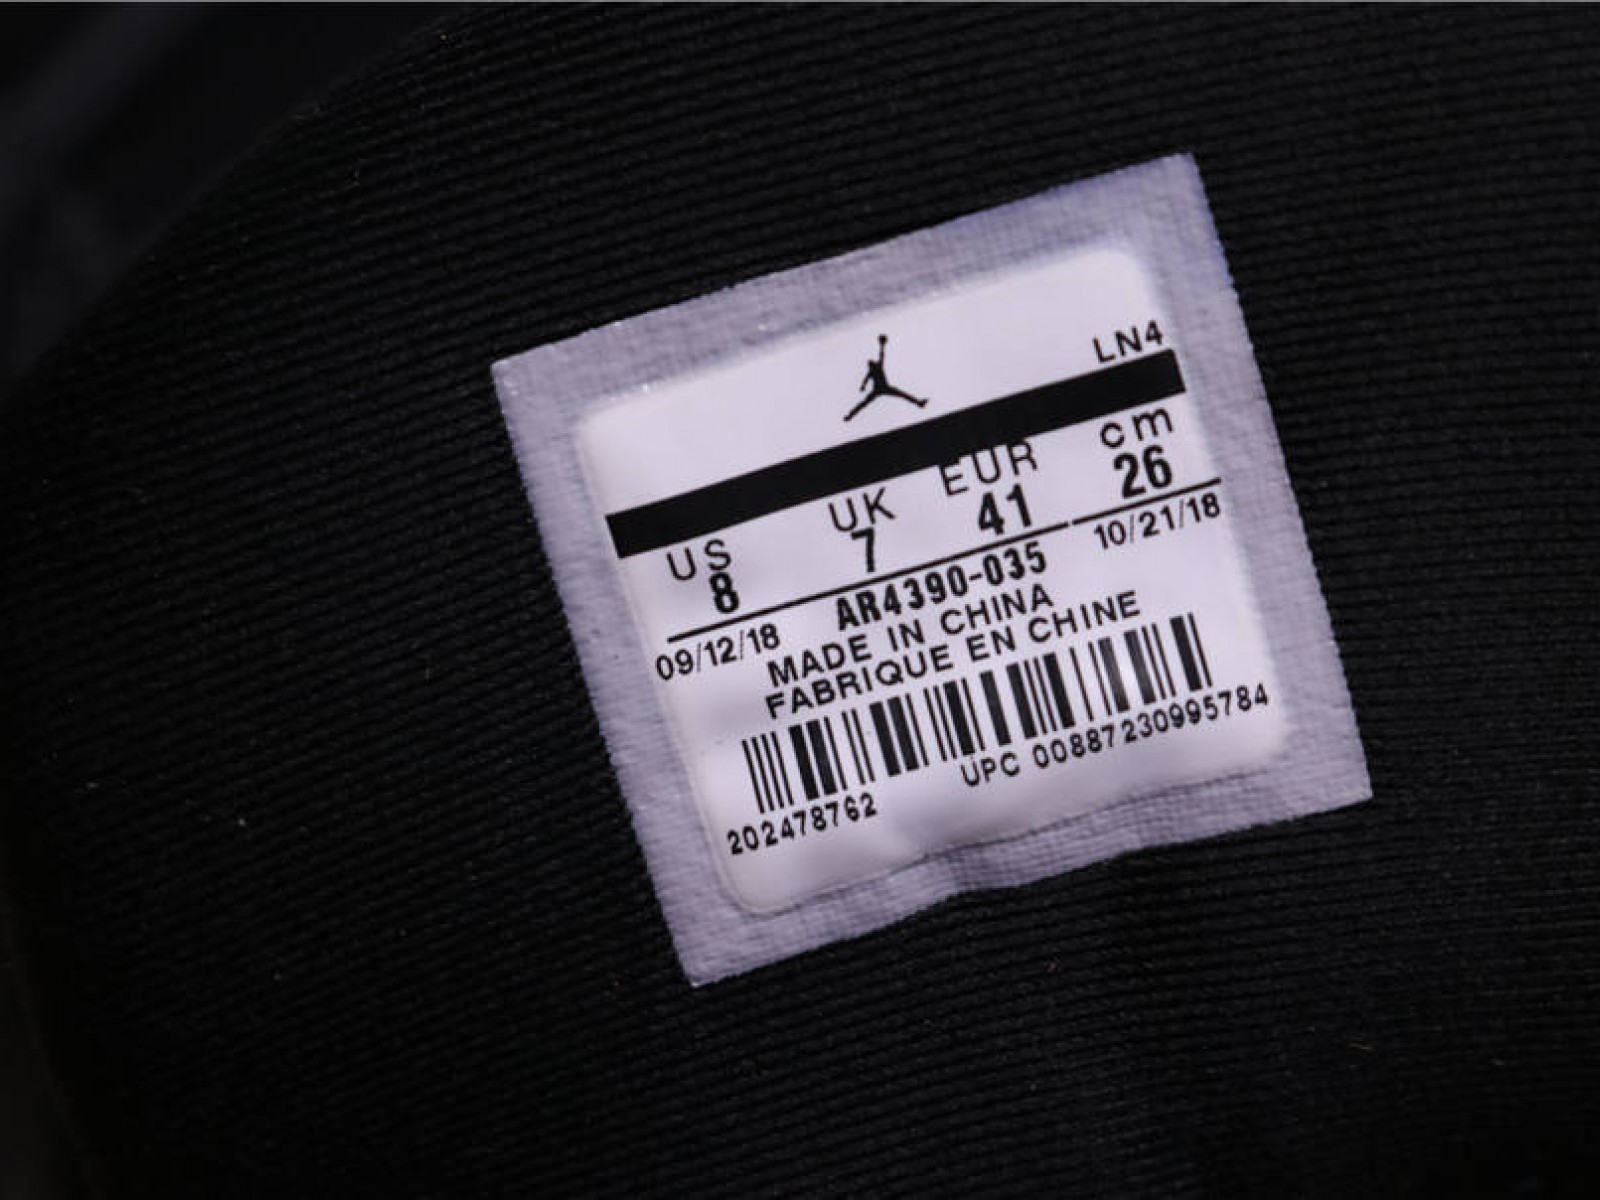 LN4
US UK EUR cm
8 7 41 26
09/12/18 AR4390-035 10/21/18
MADE IN CHINA
FABRIQUE EN CHINE
202478762 UPC 00887230995784